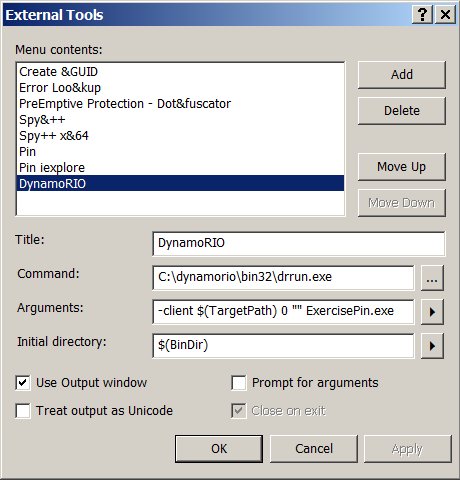 External Tools
Menu contents:
Create &GUID
Error Loo&kup
PreEmptive Protection - Dot&fuscator
Spy&++
Spy++ x&64
Pin
Pin iexplore
DynamoRIO
Add
Delete
Move Up
Move Down
Title: DynamoRIO
Command: C:\dynamorio\bin32\drrun.exe ...
Arguments: -client $(TargetPath) 0 "" ExercisePin.exe
Initial directory: $(BinDir)
Use Output window Prompt for arguments
Treat output as Unicode Close on exit
OK Cancel Apply